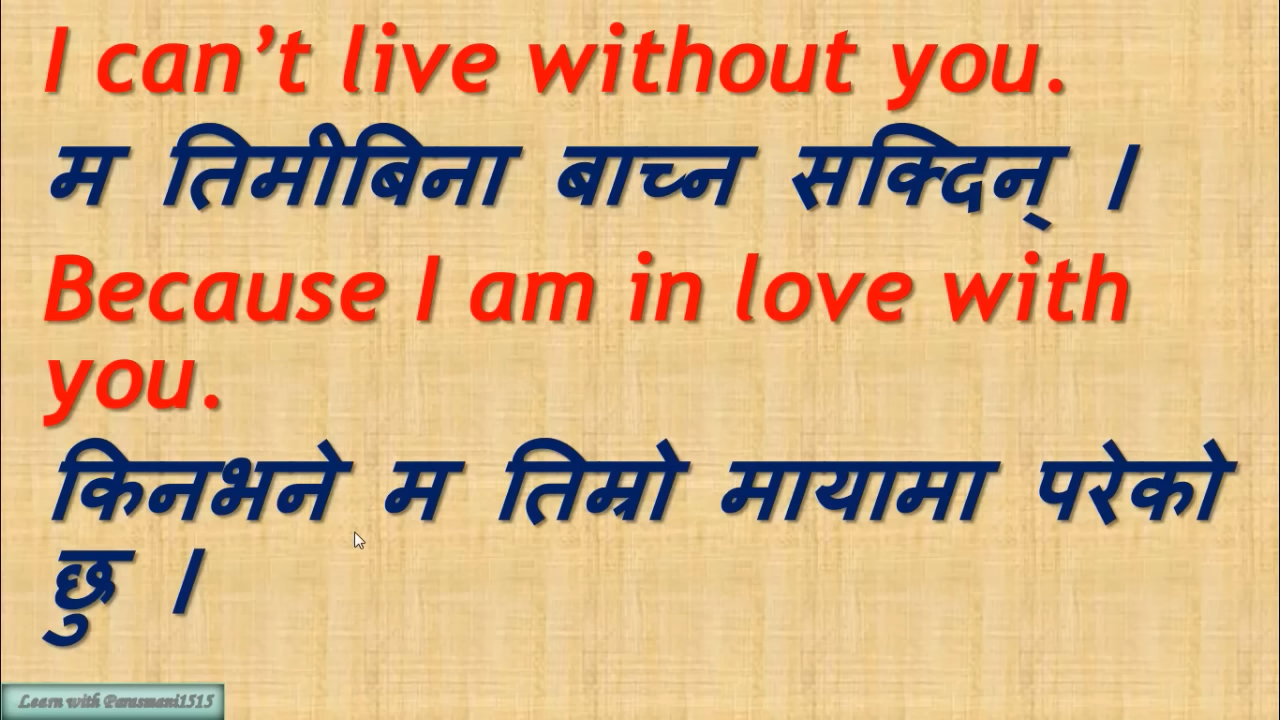 I can’t live without you.
म तिमीबिना बाच्न सक्दिन् ।
Because I am in love with
you.
किनभने म तिम्रो मायामा परेको
छु ।
Learn with Parasmani1515